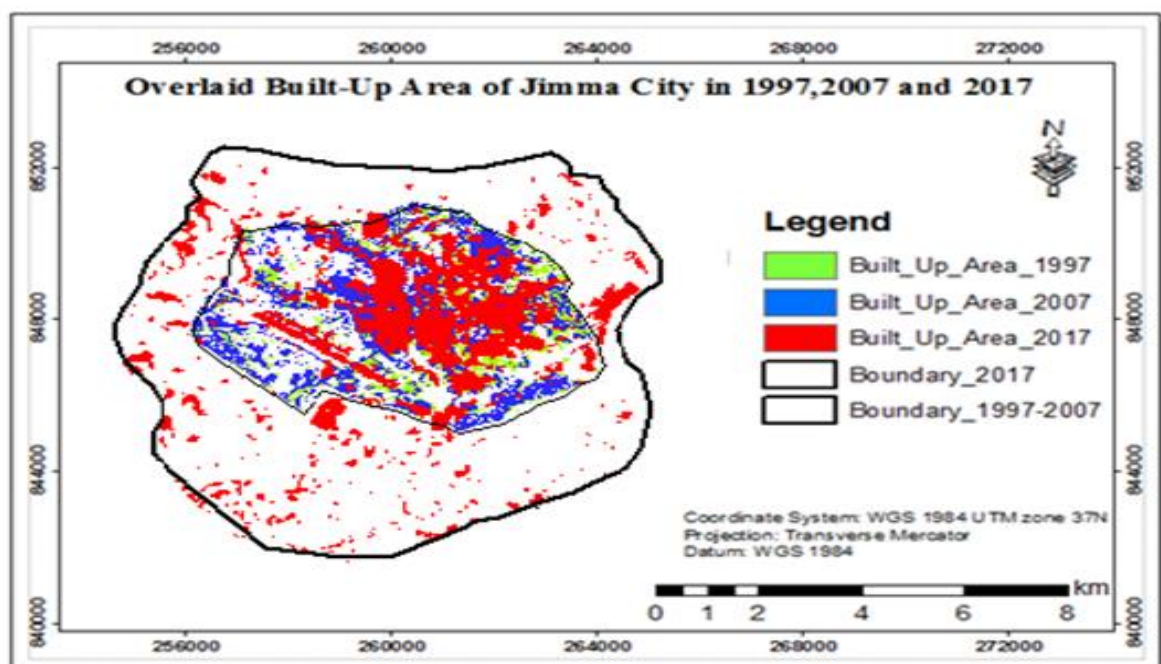 256000 260000 264000 268000 272000
Overlaid Built-Up Area of Jimma City in 1997,2007 and 2017
N
852000 852000
Legend
Built_Up_Area_1997
Built_Up_Area_2007
848000 848000
Built_Up_Area_2017
Boundary_2017
Boundary_1997-2007
844000 844000
Coordinate System: WGS 1984 UTM zone 37N
Projection: Transverse Mercator
Datum: WGS 1984
km
0 1 2 4 6 8
840000 840000
256000 260000 264000 268000 272000